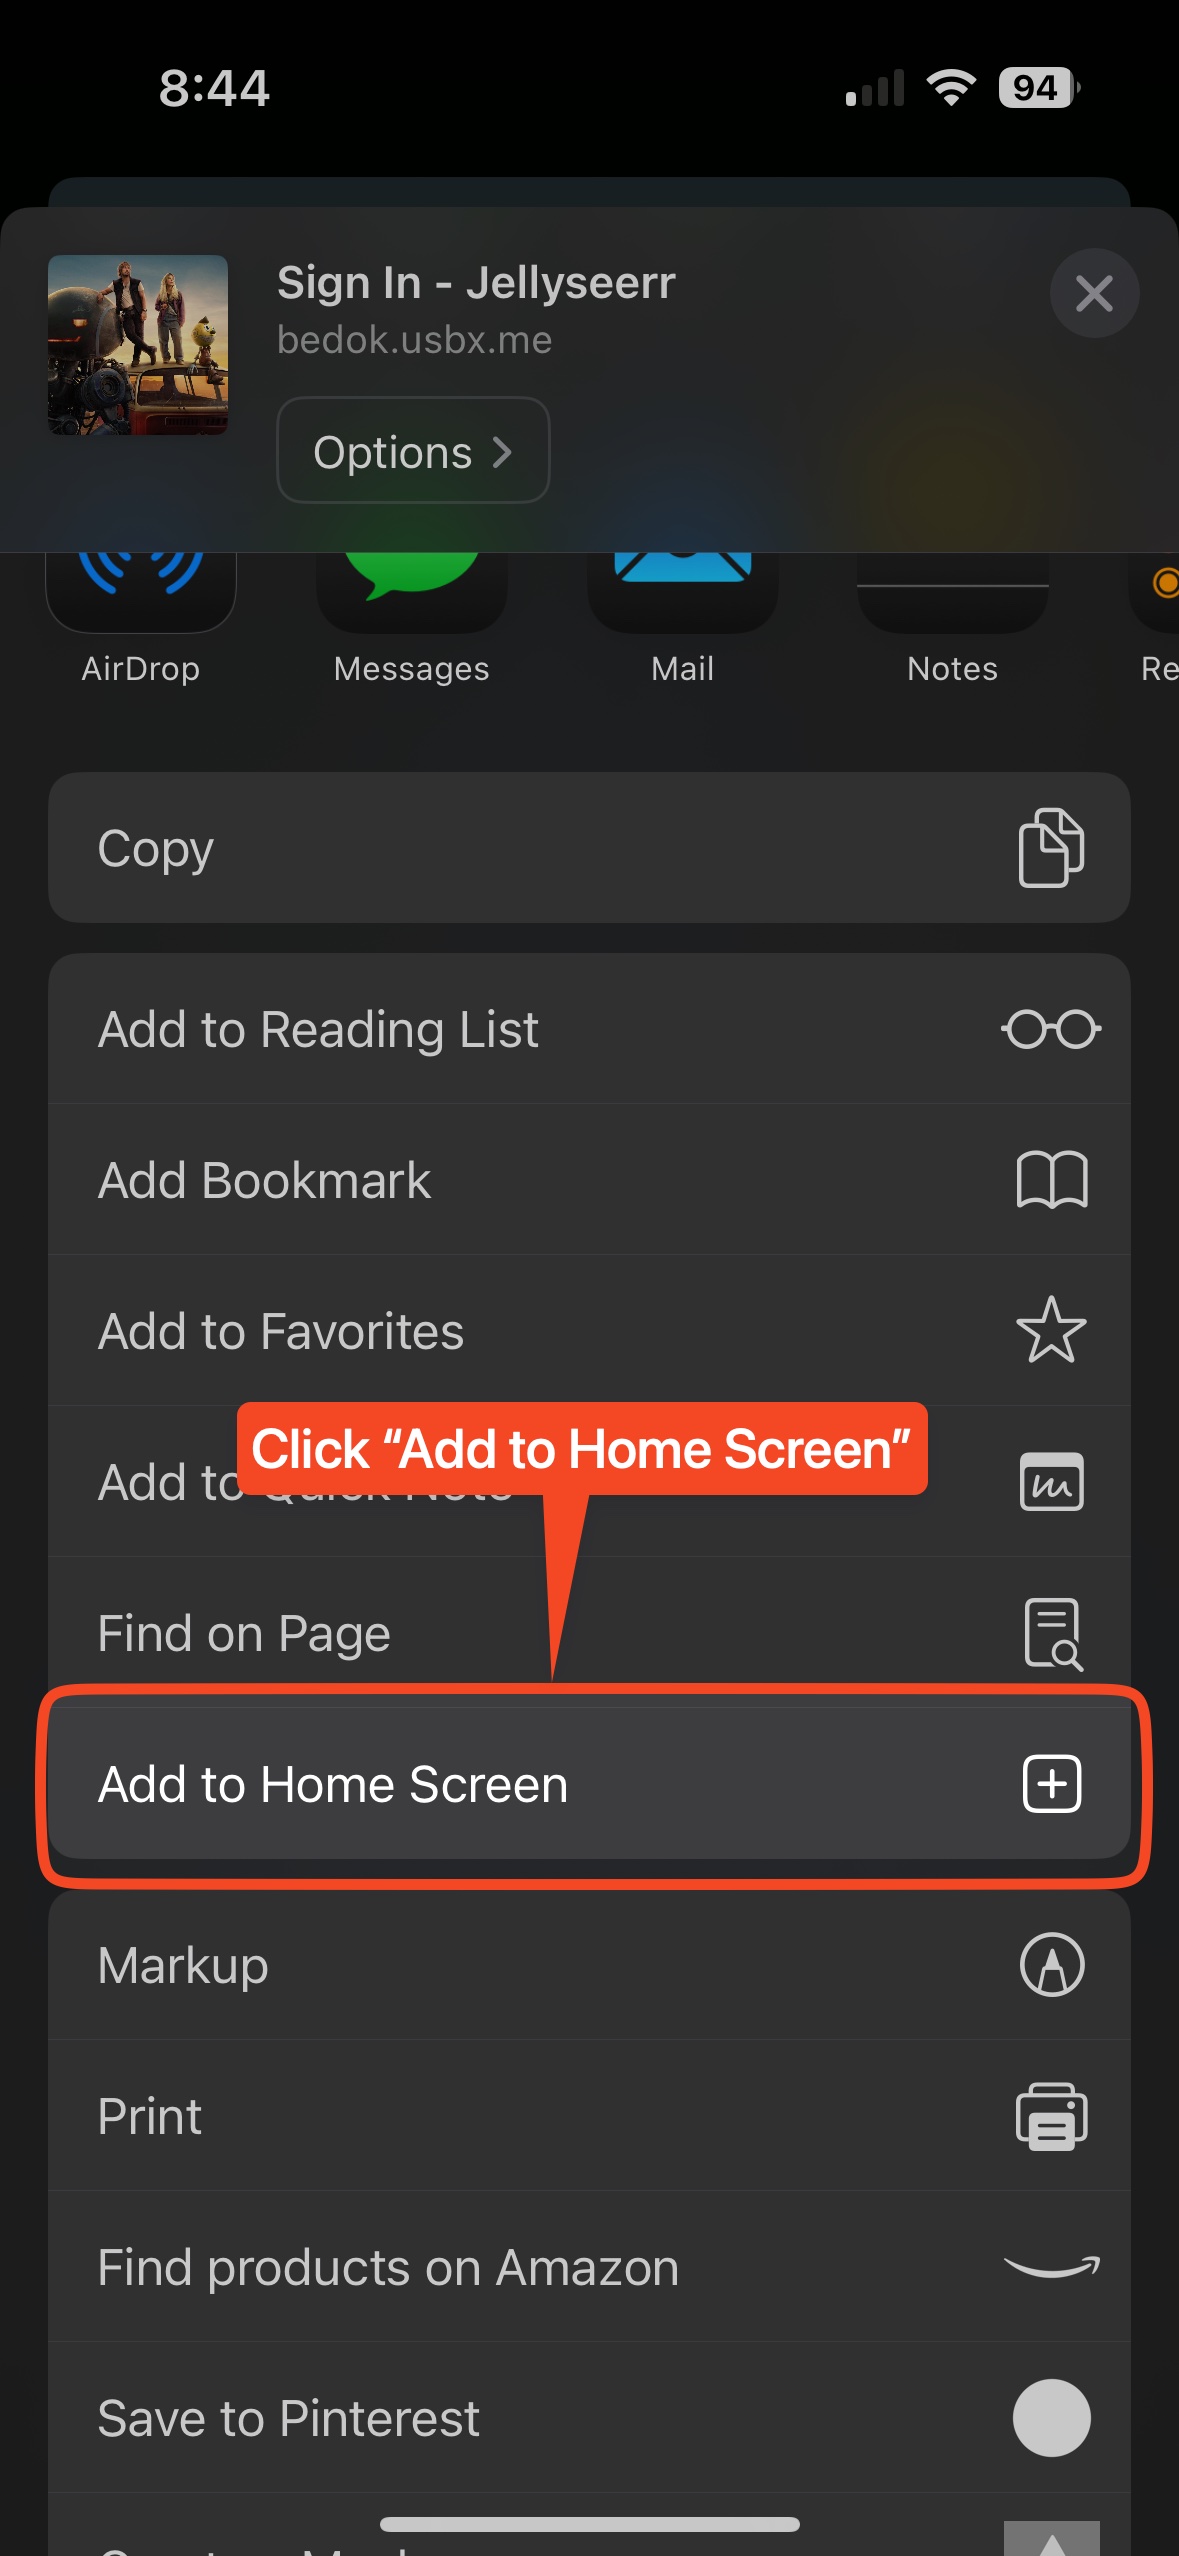 8:44
94
Sign In - Jellyseerr
bedok.usbx.me
Options
AirDrop
Messages
Mail
Notes
Re
Copy
Add to Reading List
Add Bookmark
Add to Favorites
Click “Add to Home Screen”
Add to Quick Note
Find on Page
Add to Home Screen
Markup
Print
Find products on Amazon
Save to Pinterest